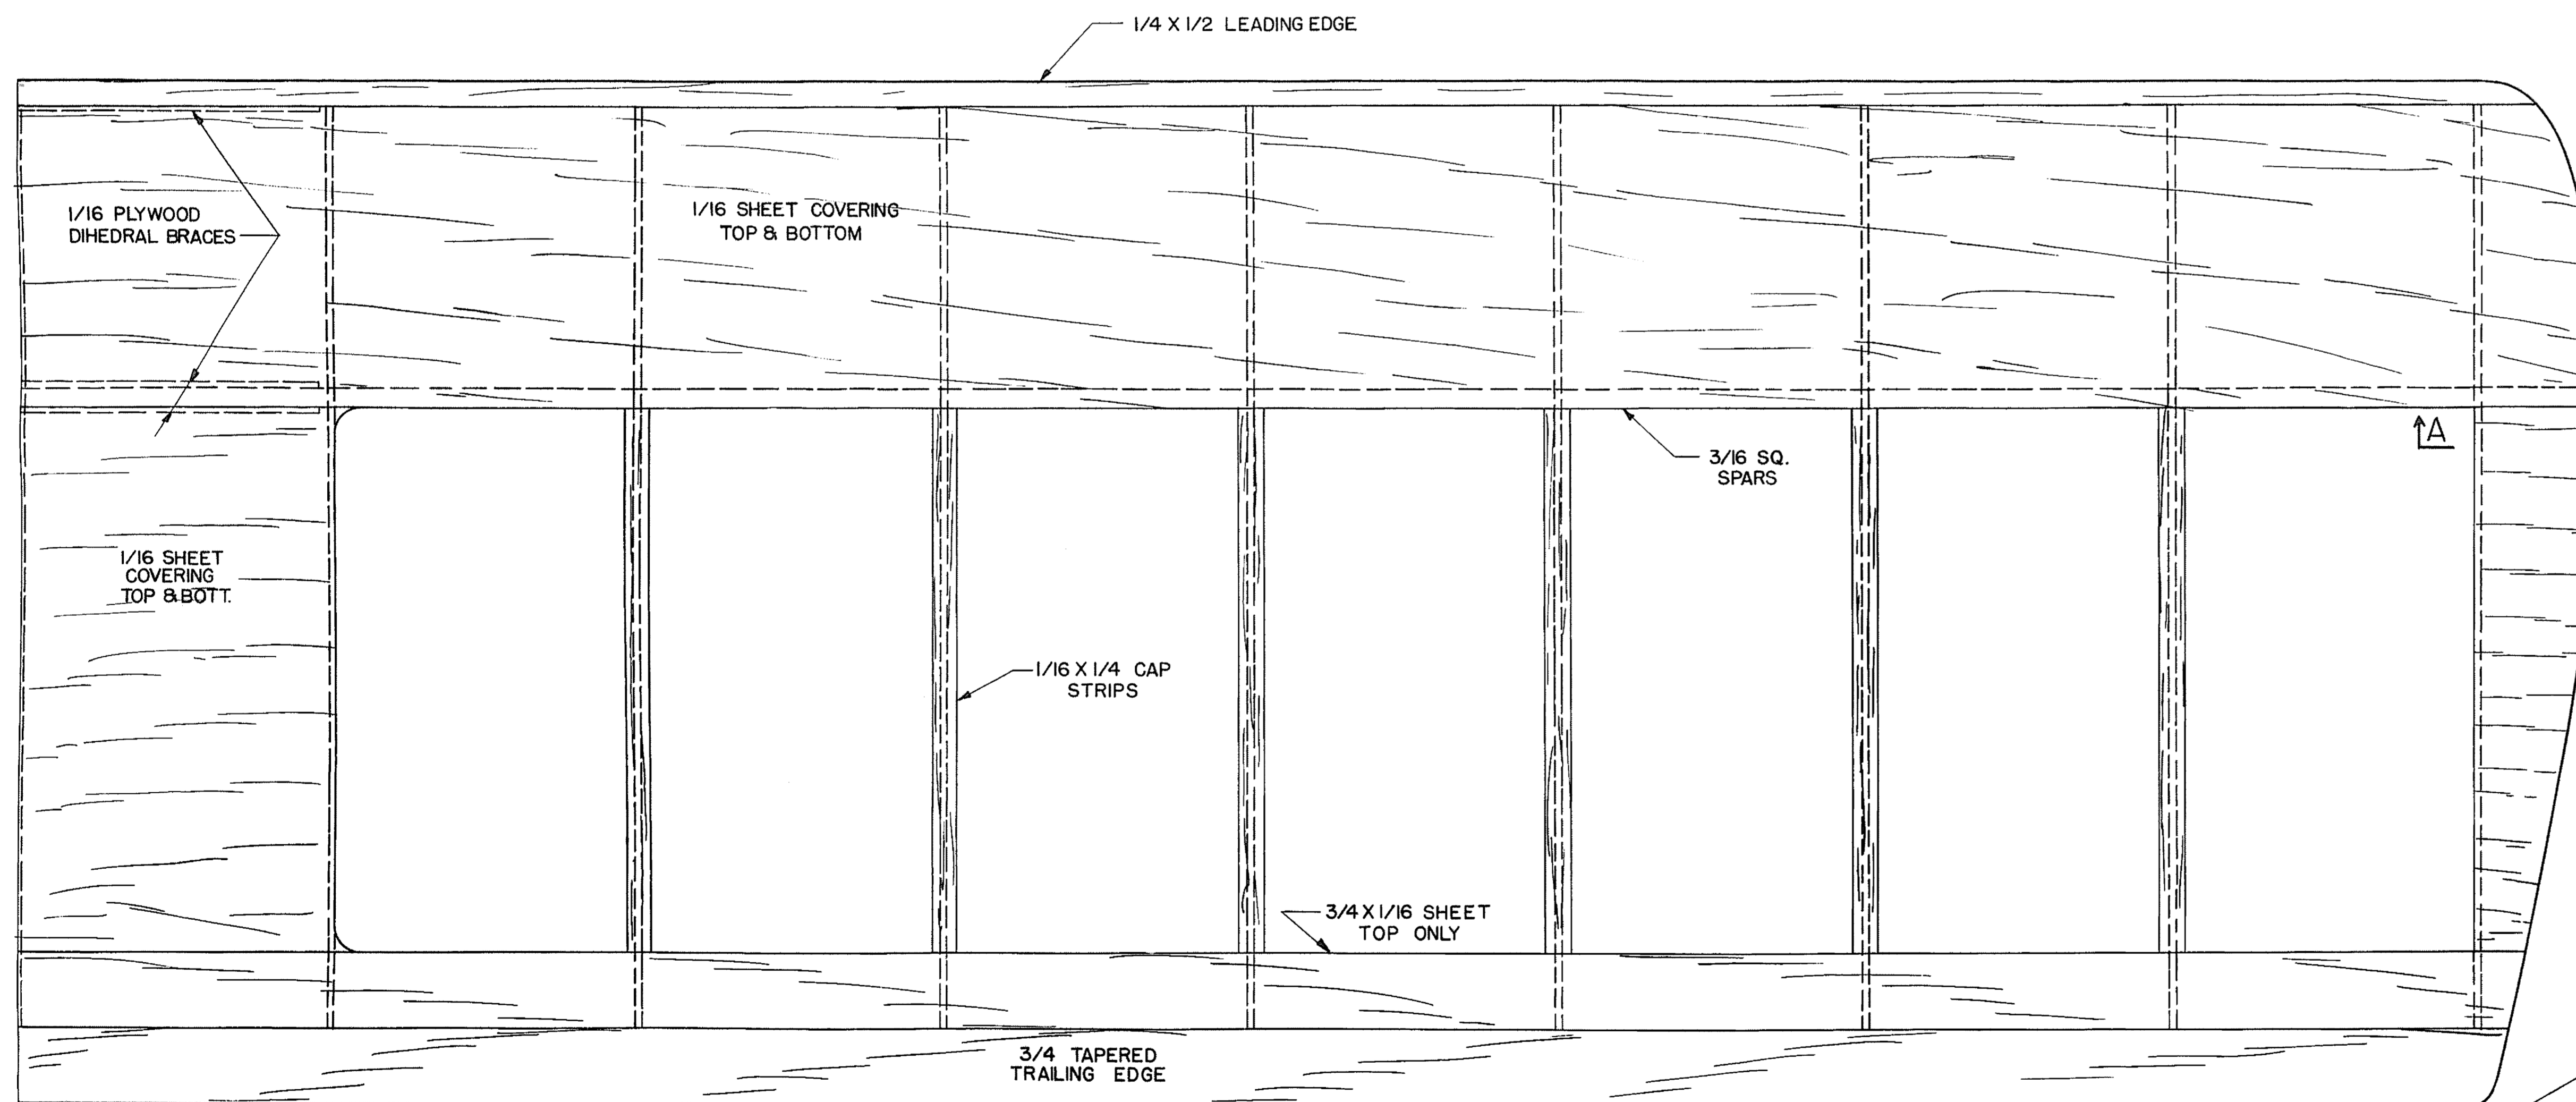 1/4 X 1/2 LEADING EDGE
1/16 PLYWOOD
DIHEDRAL BRACES
1/16 SHEET COVERING
TOP & BOTTOM
A
3/16 SQ.
SPARS
1/16 SHEET
COVERING
TOP & BOTT.
1/16 X 1/4 CAP
STRIPS
3/4 X 1/16 SHEET
TOP ONLY
3/4 TAPERED
TRAILING EDGE